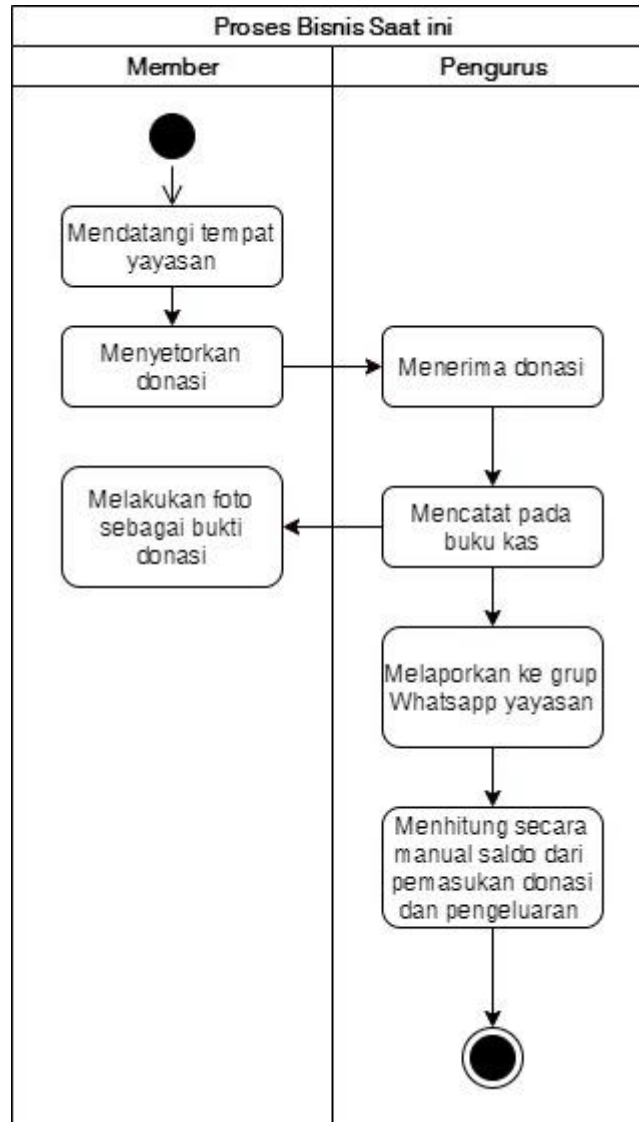 Proses Bisnis Saat ini
Member
Pengurus
Mendatangi tempat
yayasan
Menyetorkan
donasi
Menerima donasi
Melakukan foto
sebagai bukti
donasi
Mencatat pada
buku kas
Melaporkan ke grup
Whatsapp yayasan
Menhitung secara
manual saldo dari
pemasukan donasi
dan pengeluaran